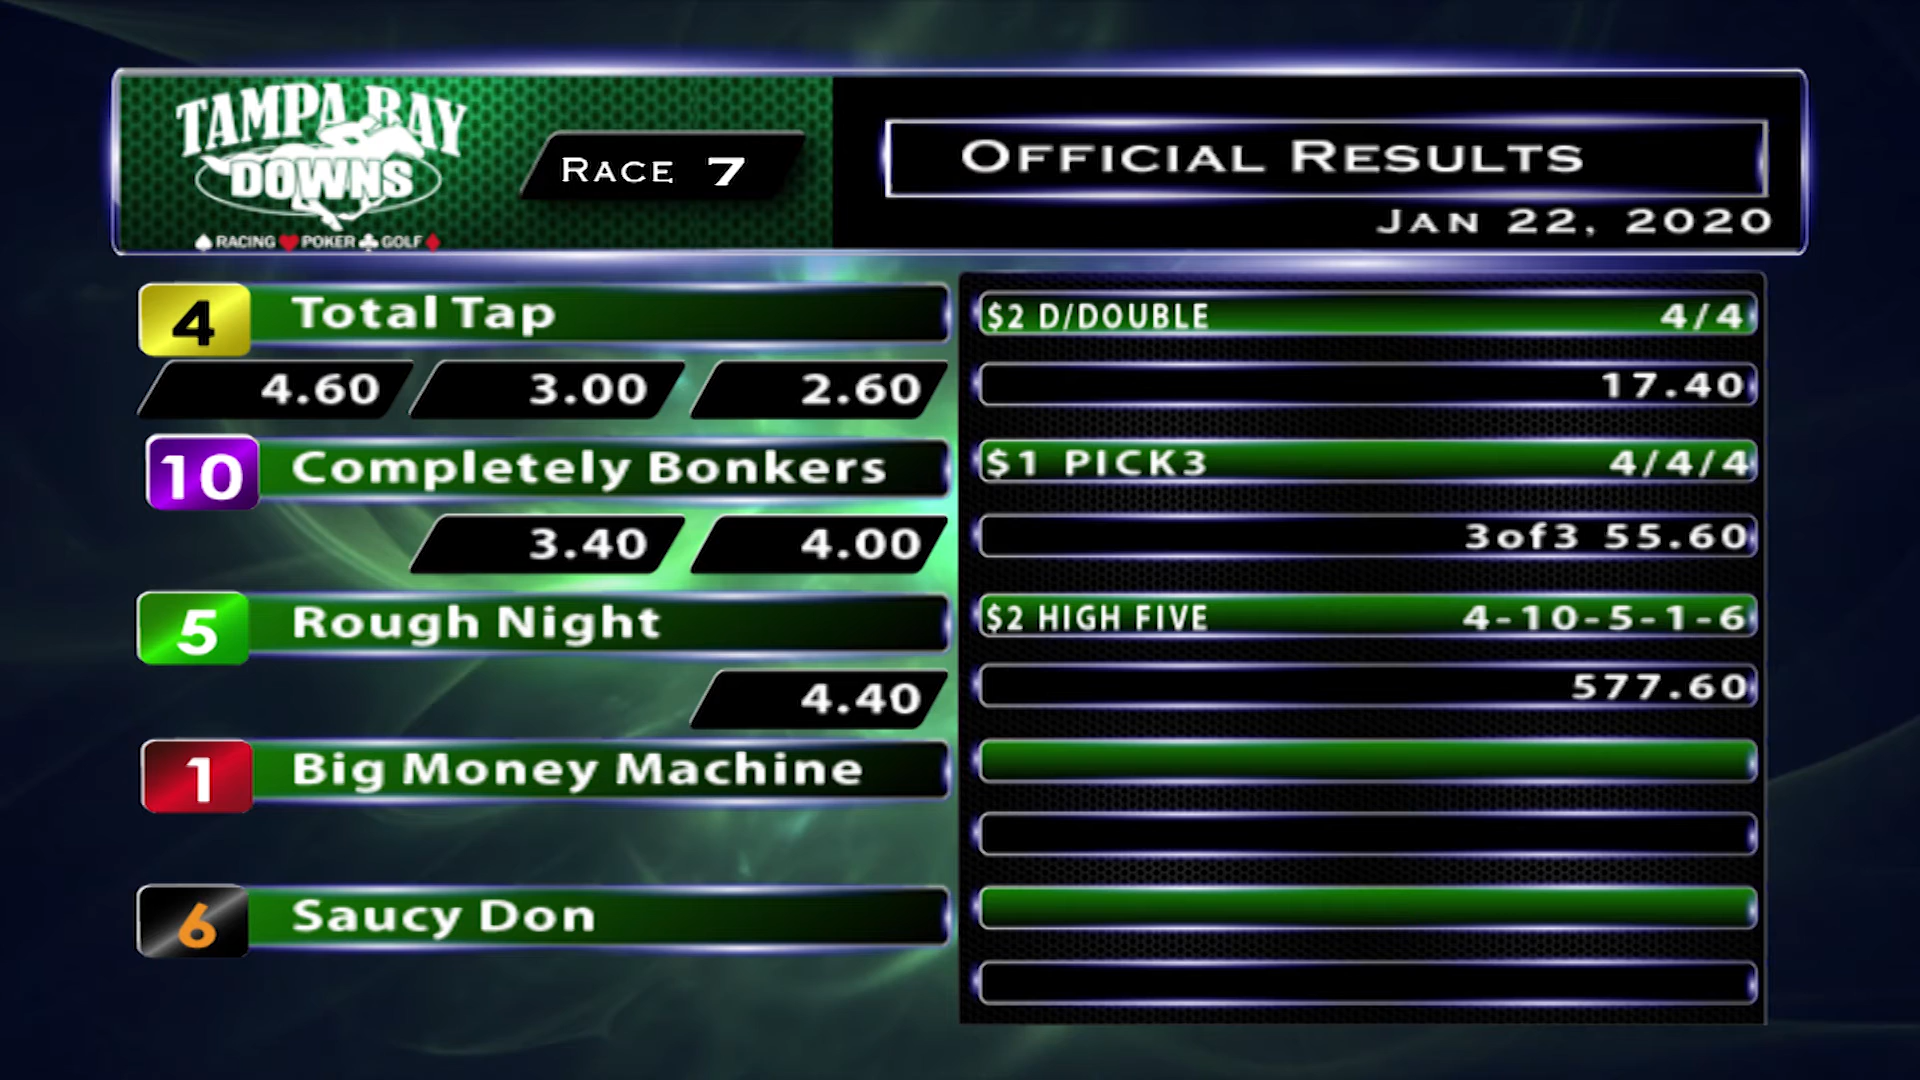 TAMPA BAY
DOWNS
RACING POKER GOLF
RACE 7
OFFICIAL RESULTS
JAN 22, 2020
4 Total Tap
4.60 3.00 2.60
10 Completely Bonkers
3.40 4.00
5 Rough Night
4.40
1 Big Money Machine
6 Saucy Don
$2 D/DOUBLE 4/4
17.40
$1 PICK3 4/4/4
3of3 55.60
$2 HIGH FIVE 4-10-5-1-6
577.60